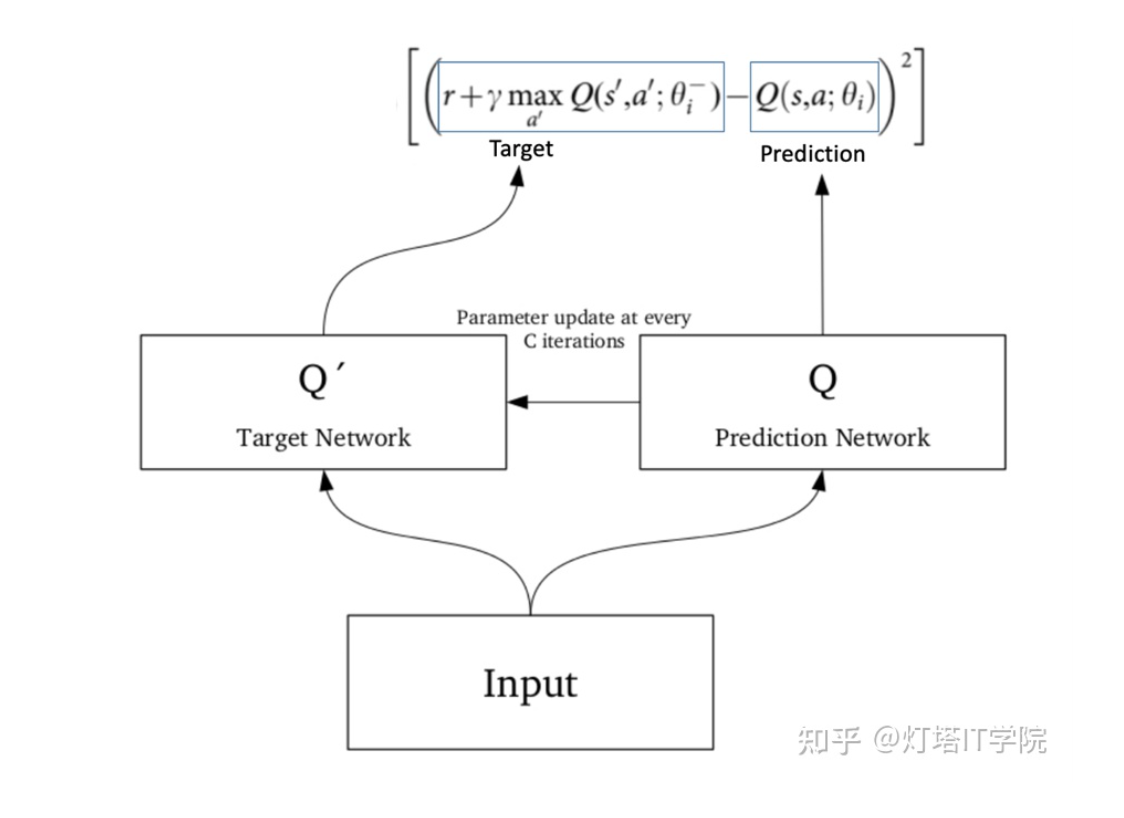 [(r + γ max_{a'} Q(s',a'; θ_i^-) − Q(s,a; θ_i))^2]
Target
Prediction
Parameter update at every
C iterations
Q´
Target Network
Q
Prediction Network
Input
知乎 @灯塔IT学院